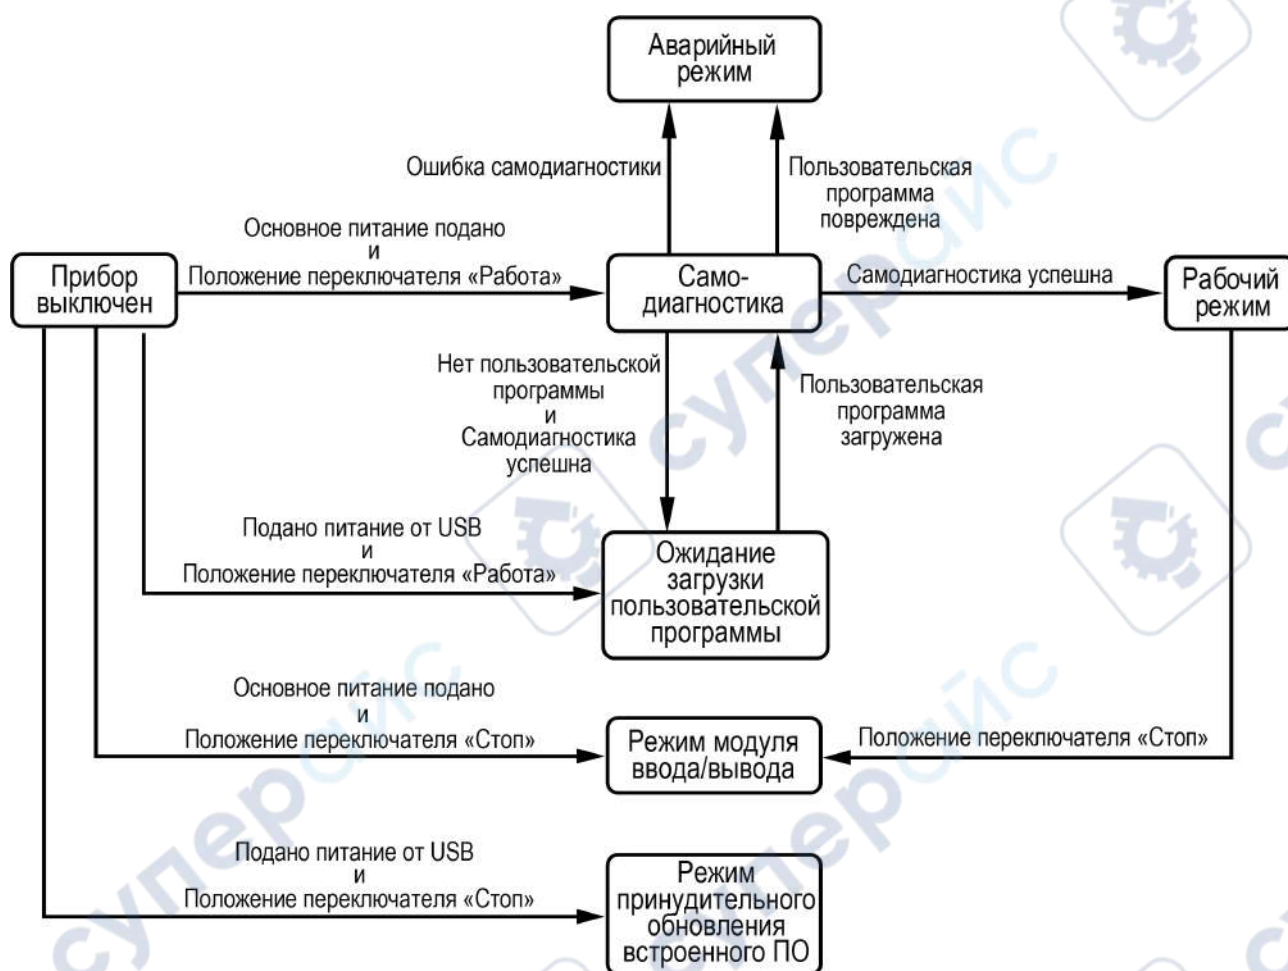 Аварийный
режим
Ошибка самодиагностики
Пользовательская
программа
повреждена
Основное питание подано
и
Положение переключателя «Работа»
Прибор
выключен
Само-
диагностика
Самодиагностика успешна
Рабочий
режим
Нет пользовательской
программы
и
Самодиагностика
успешна
Пользовательская
программа
загружена
Подано питание от USB
и
Положение переключателя «Работа»
Ожидание
загрузки
пользовательской
программы
Основное питание подано
и
Положение переключателя «Стоп»
Режим модуля
ввода/вывода
Положение переключателя «Стоп»
Подано питание от USB
и
Положение переключателя «Стоп»
Режим
принудительного
обновления
встроенного ПО
суперайс
суперайс
суперайс